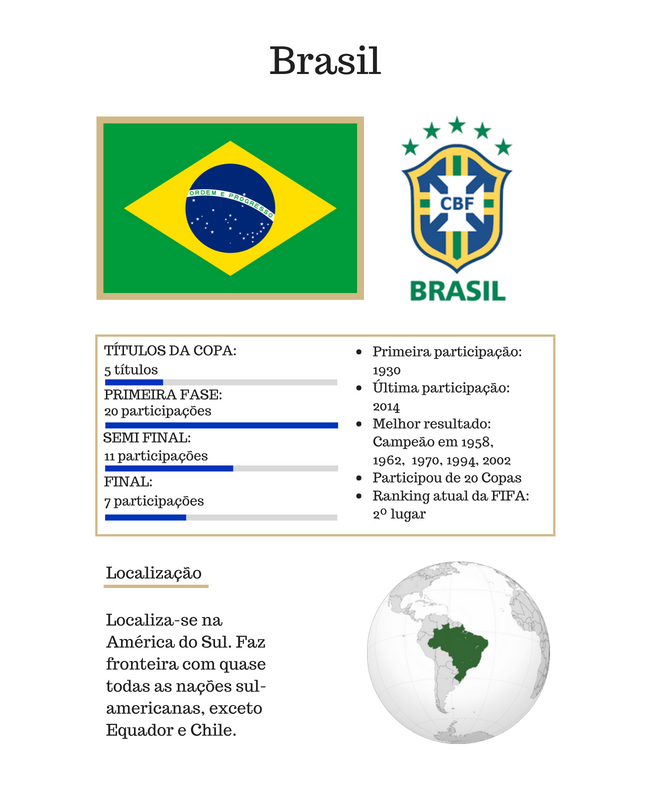 Brasil
ORDEM E PROGRESSO
CBF
BRASIL
TÍTULOS DA COPA:
5 títulos
PRIMEIRA FASE:
20 participações
SEMI FINAL:
11 participações
FINAL:
7 participações
Primeira participação:
1930
Última participação:
2014
Melhor resultado:
Campeão em 1958,
1962, 1970, 1994, 2002
Participou de 20 Copas
Ranking atual da FIFA:
2º lugar
Localização
Localiza-se na
América do Sul. Faz
fronteira com quase
todas as nações sul-
americanas, exceto
Equador e Chile.